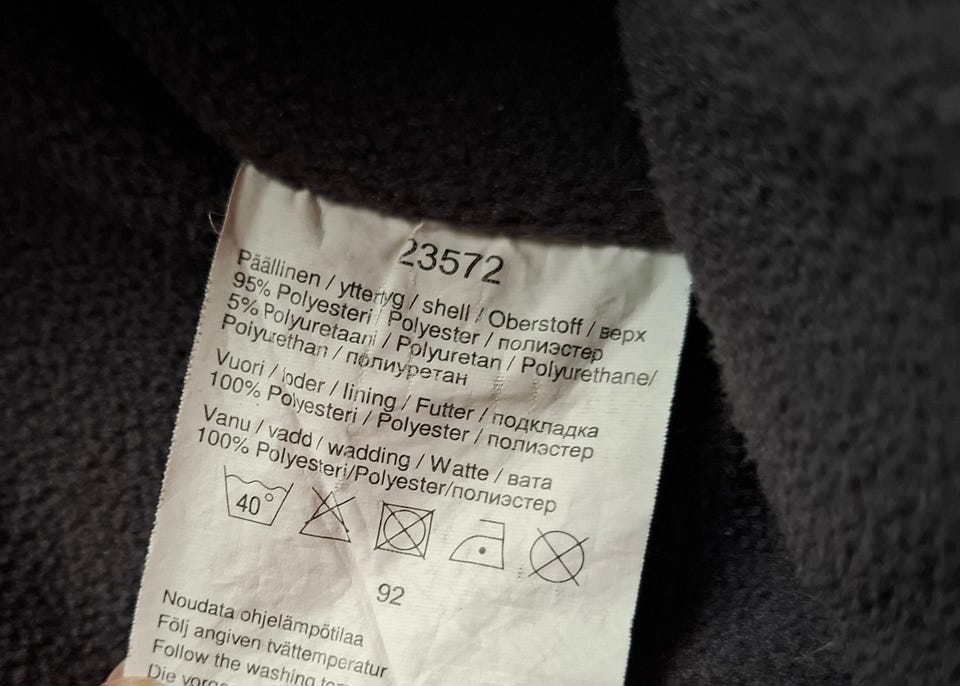 23572
Päällinen / yttertyg / shell / Oberstoff / верх
95% Polyesteri / Polyester / полиэстер
5% Polyuretaani / Polyuretan / Polyurethane/
Polyurethan / полиуретан
Vuori / foder / lining / Futter / подкладка
100% Polyesteri / Polyester / полиэстер
Vanu / vadd / wadding / Watte / вата
100% Polyesteri/Polyester/полиэстер
40°
92
Noudata ohjelämpötilaa
Följ angiven tvättemperatur
Follow the washing
Die